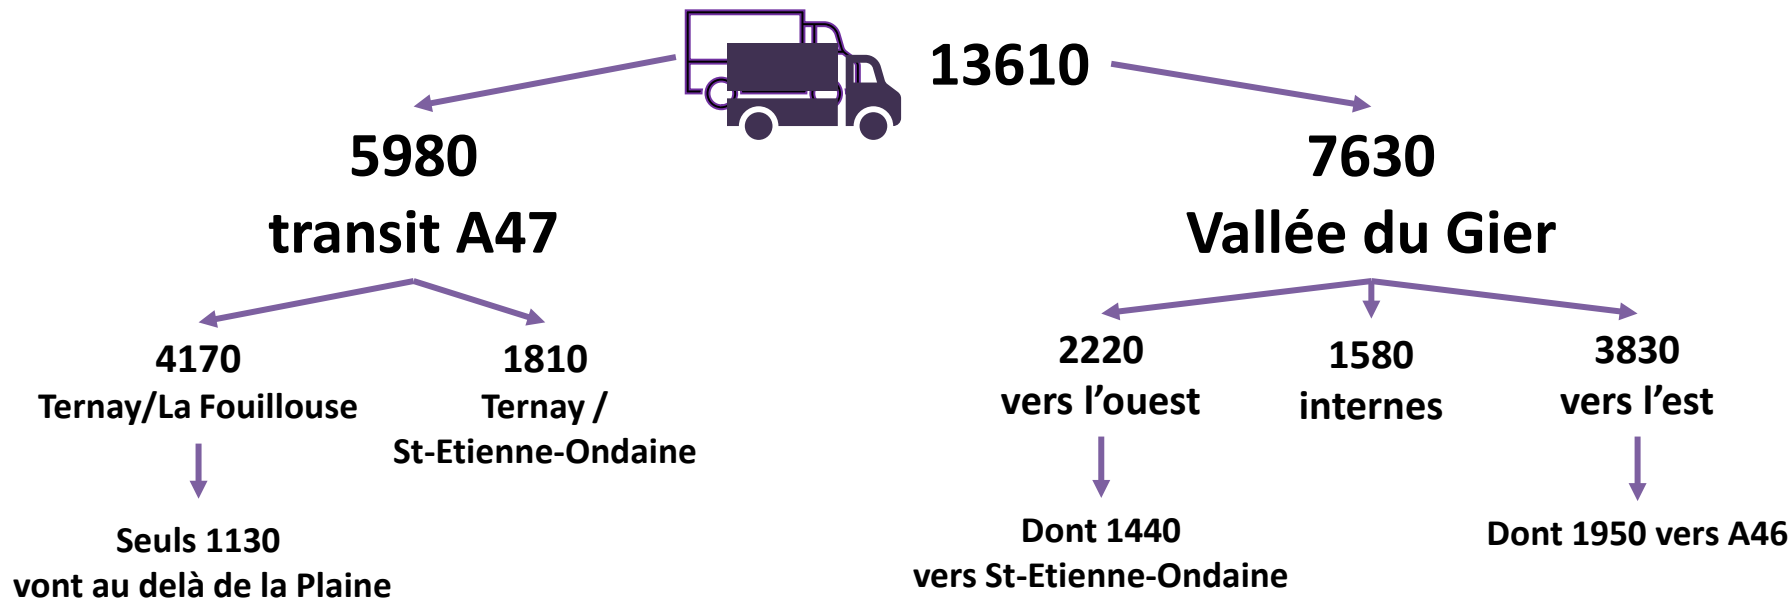 13610
5980
transit A47
7630
Vallée du Gier
4170
Ternay/La Fouillouse
1810
Ternay /
St-Etienne-Ondaine
2220
vers l’ouest
1580
internes
3830
vers l’est
Seuls 1130
vont au delà de la Plaine
Dont 1440
vers St-Etienne-Ondaine
Dont 1950 vers A46